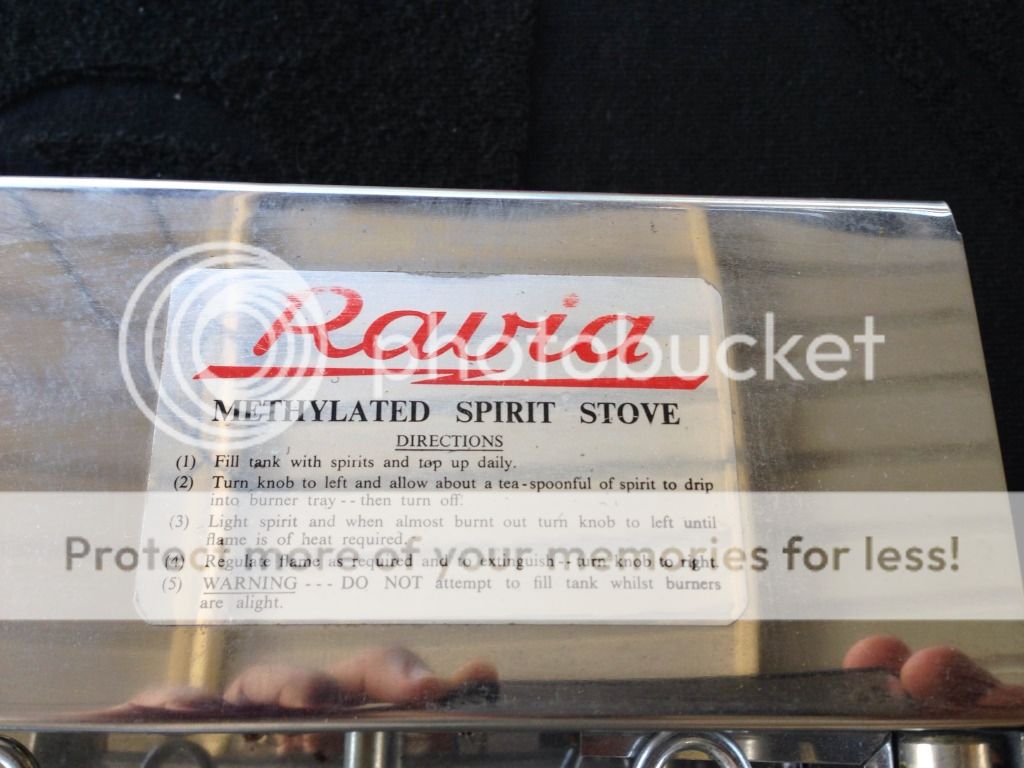 Ravia
METHYLATED SPIRIT STOVE
DIRECTIONS
(1) Fill tank with spirits and top up daily.
(2) Turn knob to left and allow about a tea-spoonful of spirit to drip
into burner tray -- then turn off.
(3) Light spirit and when almost burnt out turn knob to left until
flame is of heat required.
(4) Regulate flame as required and to extinguish -- turn knob to right
(5) WARNING --- DO NOT attempt to fill tank whilst burners
are alight.
photobucket
Protect more of your memories for less!